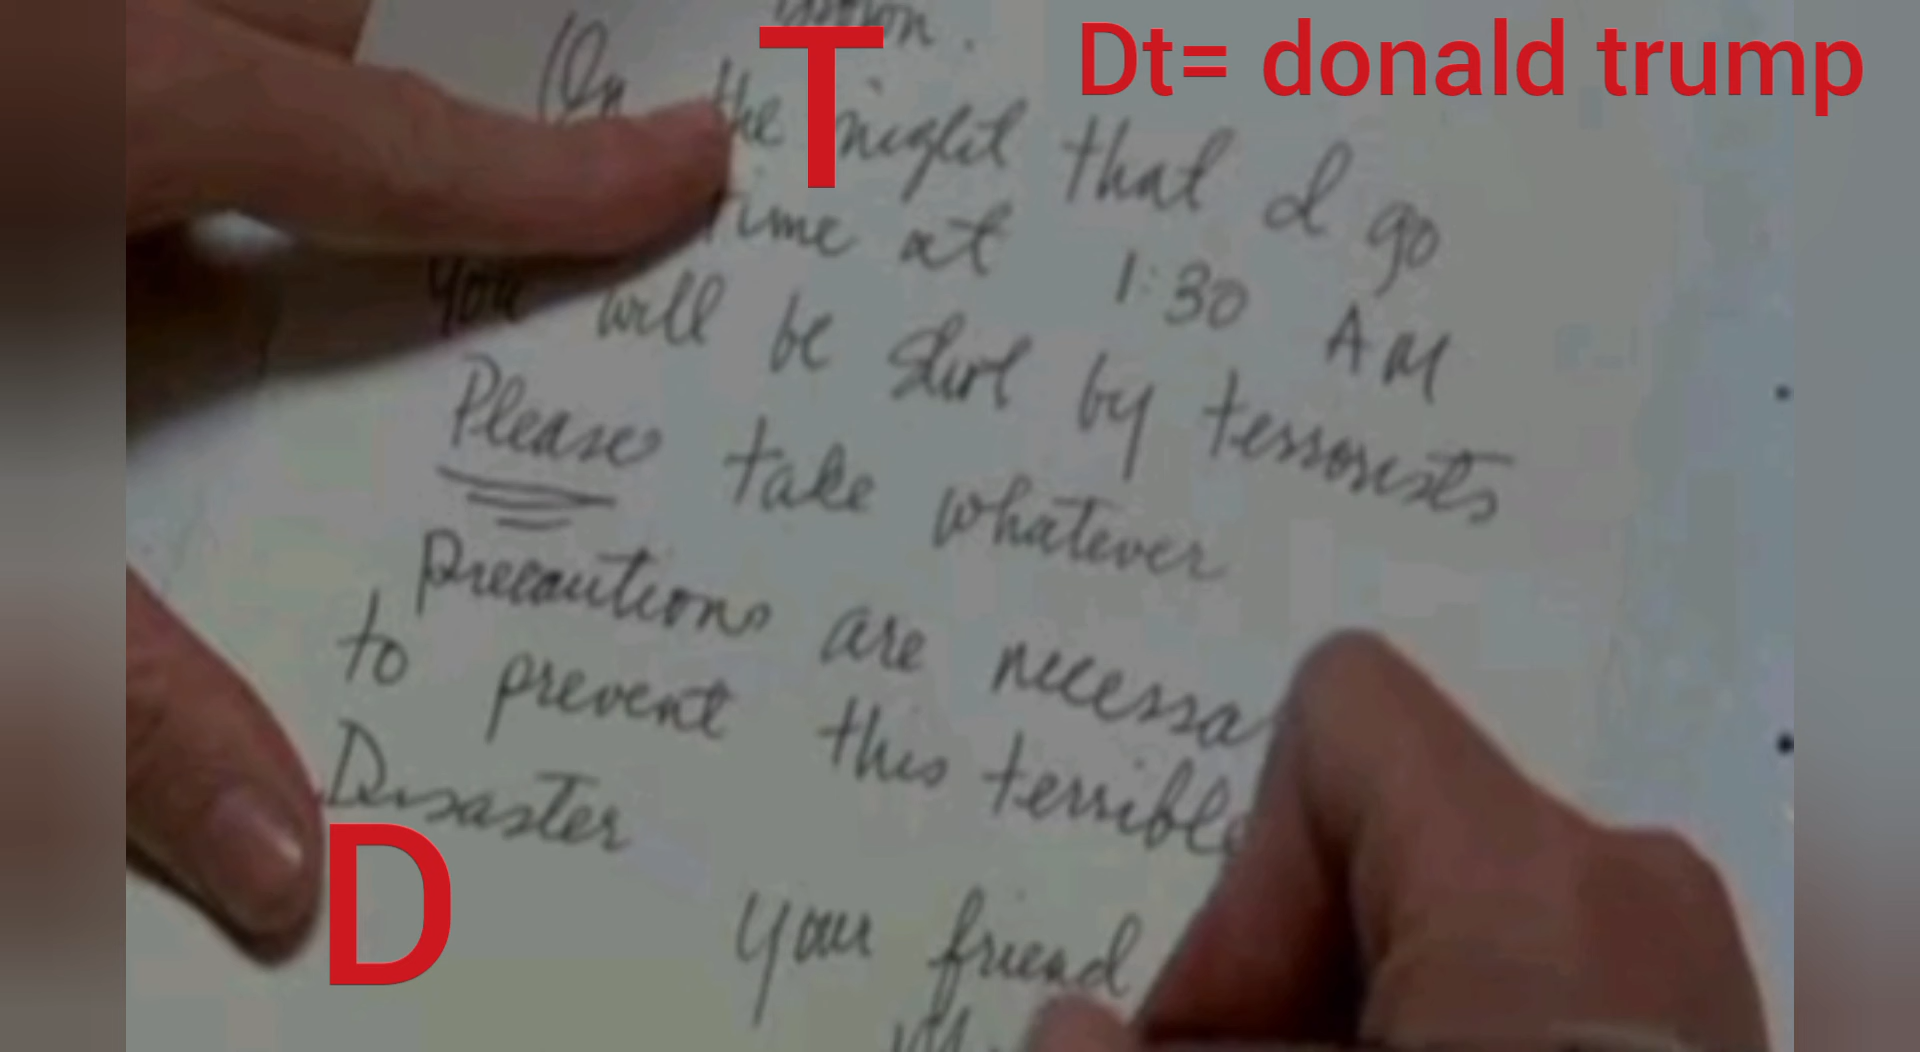 Dt= donald trump
T
On the night that I go
time at 1:30 AM
you will be shot by terrorists
Please take whatever
precautions are necessa
to prevent this terrible
Disaster
D
Your friend